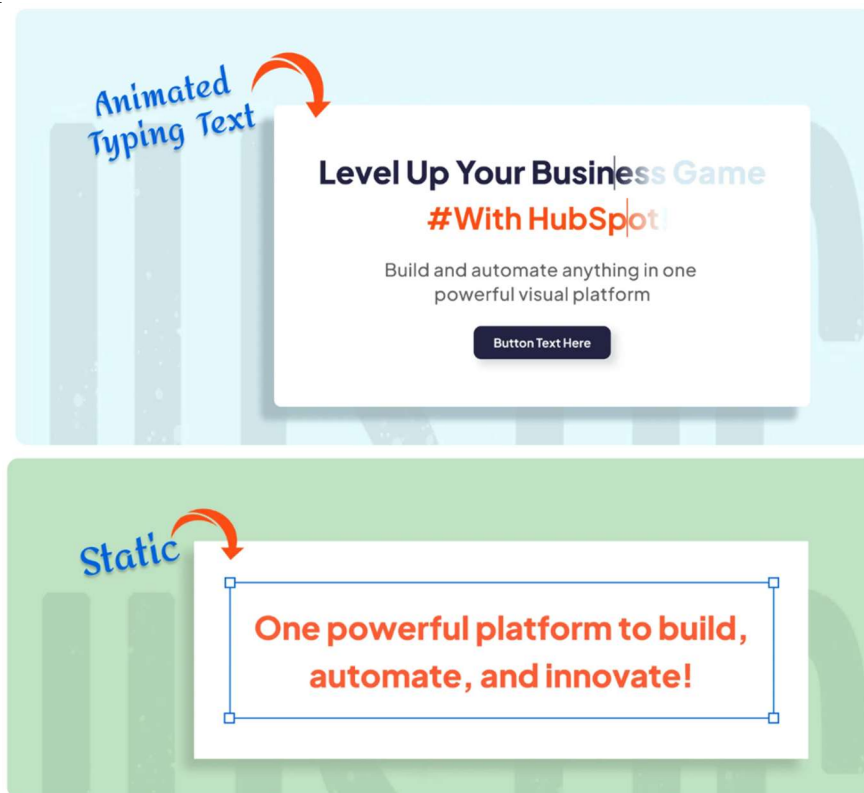 Animated
Typing Text
Level Up Your Business Game
#With HubSpot!
Build and automate anything in one
powerful visual platform
Button Text Here
Static
One powerful platform to build,
automate, and innovate!